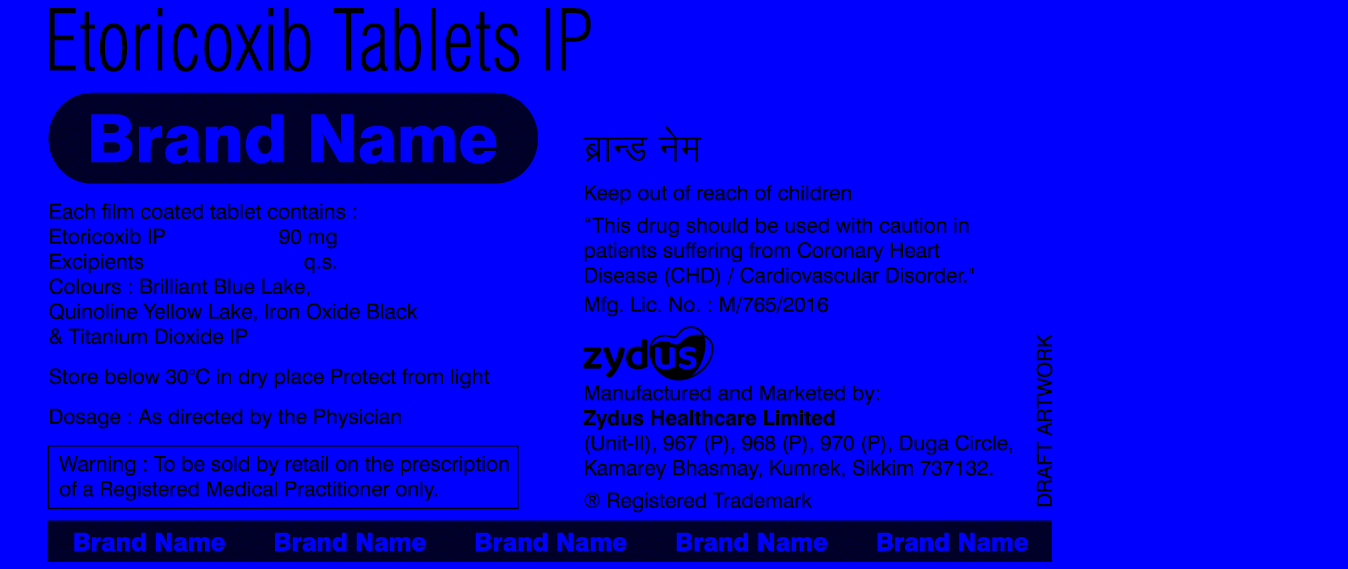 Etoricoxib Tablets IP
Brand Name
Each film coated tablet contains :
Etoricoxib IP 90 mg
Excipients q.s.
Colours : Brilliant Blue Lake,
Quinoline Yellow Lake, Iron Oxide Black
& Titanium Dioxide IP
Store below 30°C in dry place Protect from light
Dosage : As directed by the Physician
Warning : To be sold by retail on the prescription
of a Registered Medical Practitioner only.
ब्रान्ड नेम
Keep out of reach of children
"This drug should be used with caution in
patients suffering from Coronary Heart
Disease (CHD) / Cardiovascular Disorder."
Mfg. Lic. No. : M/765/2016
zydus
Manufactured and Marketed by:
Zydus Healthcare Limited
(Unit-II), 967 (P), 968 (P), 970 (P), Duga Circle,
Kamarey Bhasmay, Kumrek, Sikkim 737132.
® Registered Trademark
DRAFT ARTWORK
Brand Name Brand Name Brand Name Brand Name Brand Name